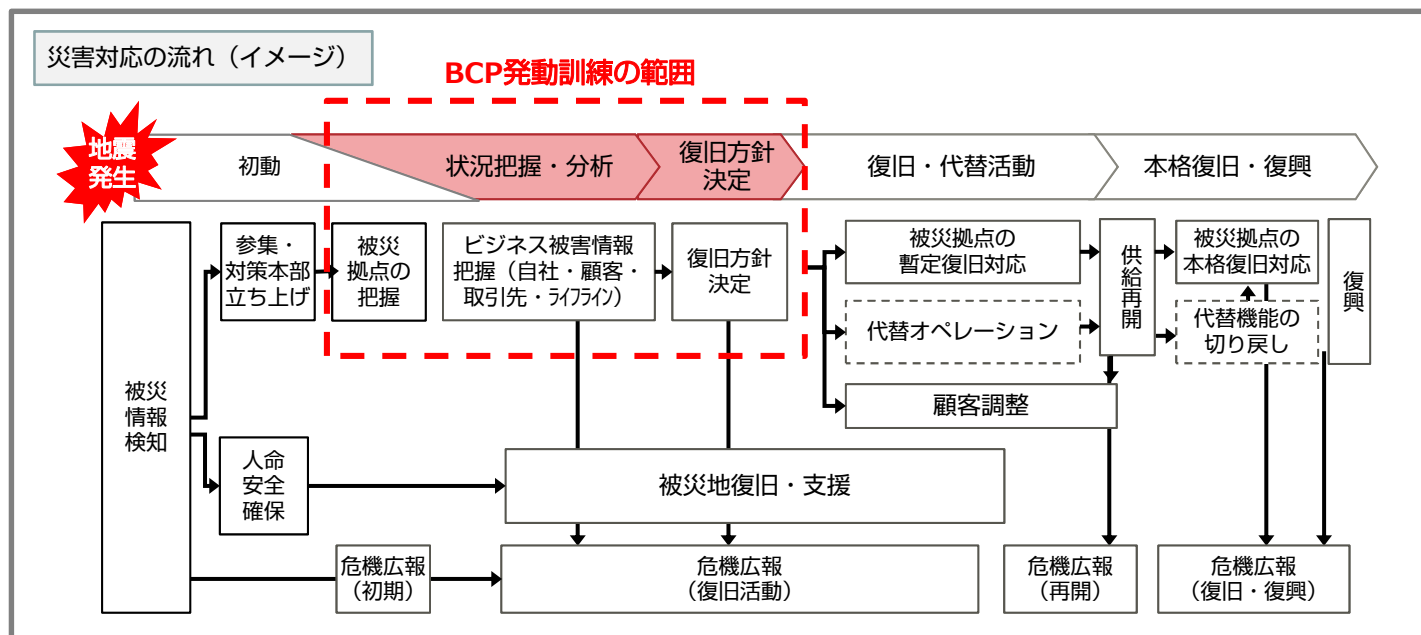 災害対応の流れ（イメージ）
BCP発動訓練の範囲
地震
発生
初動
状況把握・分析
復旧方針
決定
復旧・代替活動
本格復旧・復興
参集・
対策本部
立ち上げ
被災
拠点の
把握
ビジネス被害情報
把握（自社・顧客・
取引先・ﾗｲﾌﾗｲﾝ）
復旧方針
決定
被災拠点の
暫定復旧対応
代替オペレーション
顧客調整
供給再開
被災拠点の
本格復旧対応
代替機能の
切り戻し
復興
被災
情報
検知
人命
安全
確保
被災地復旧・支援
危機広報
（初期）
危機広報
（復旧活動）
危機広報
（再開）
危機広報
（復旧・復興）